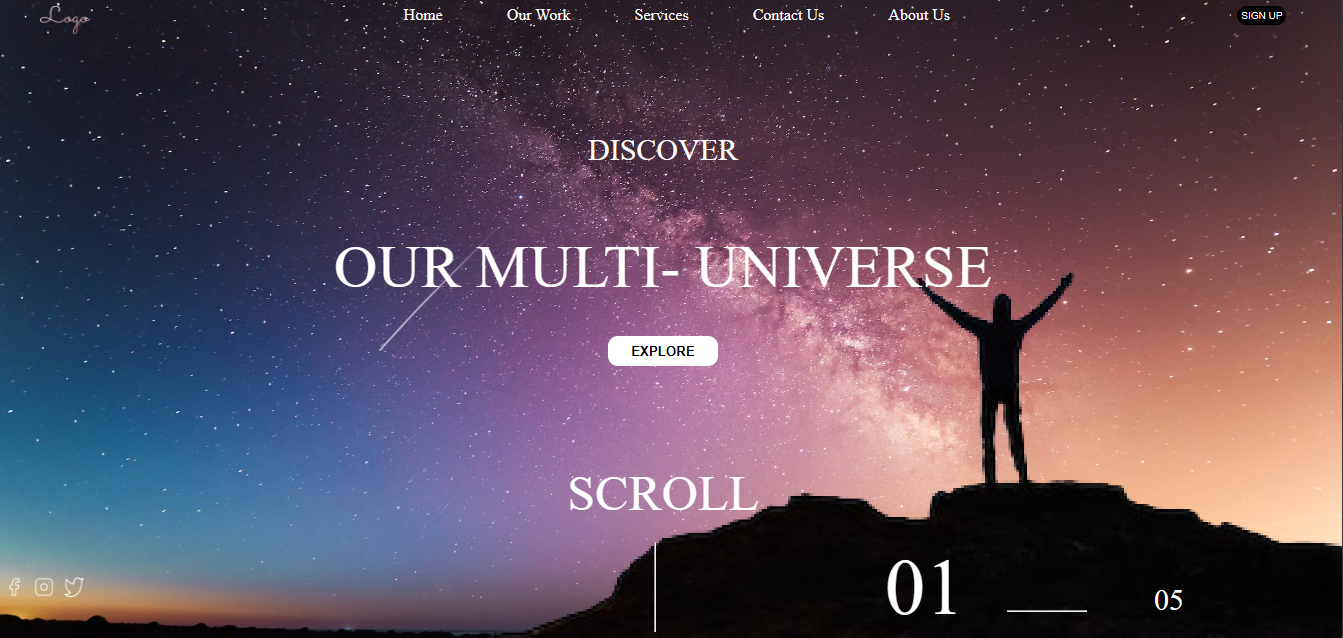 Logo Home Our Work Services Contact Us About Us SIGN UP
DISCOVER
OUR MULTI- UNIVERSE
EXPLORE
SCROLL
01 05